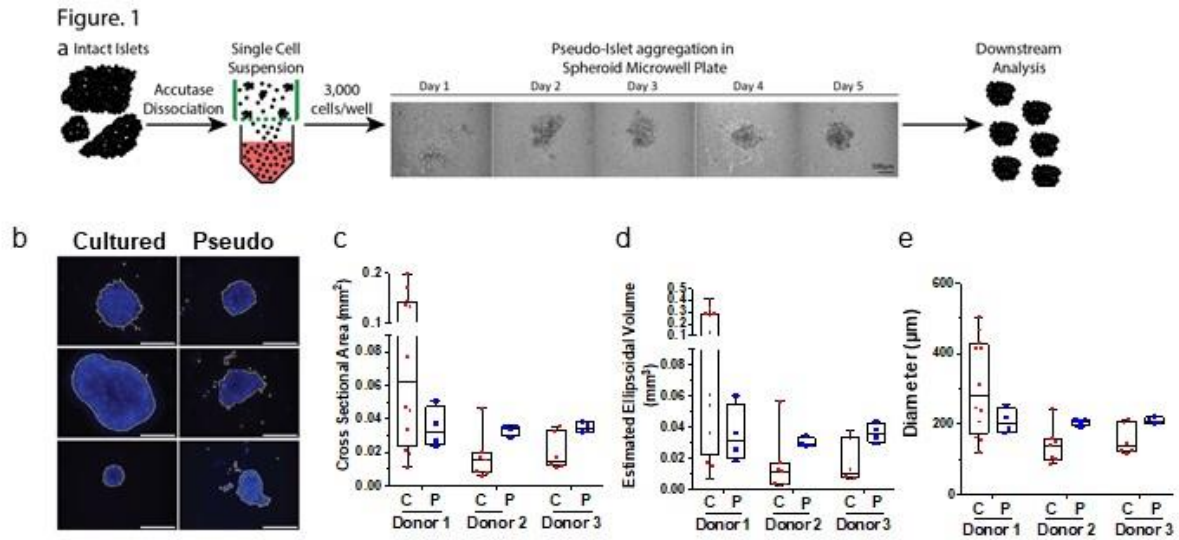 Figure. 1
a Intact Islets
Accutase
Dissociation
Single Cell
Suspension
3,000
cells/well
Pseudo-Islet aggregation in
Spheroid Microwell Plate
Day 1 Day 2 Day 3 Day 4 Day 5
Downstream
Analysis
b
Cultured Pseudo
c
Cross Sectional Area (mm²)
0.2
0.1
0.08
0.06
0.04
0.02
0.00
C P C P C P
Donor 1 Donor 2 Donor 3
d
Estimated Ellipsoidal Volume
(mm³)
0.5
0.4
0.3
0.2
0.1
0.08
0.06
0.04
0.02
0.00
C P C P C P
Donor 1 Donor 2 Donor 3
e
Diameter (μm)
600
400
200
0
C P C P C P
Donor 1 Donor 2 Donor 3